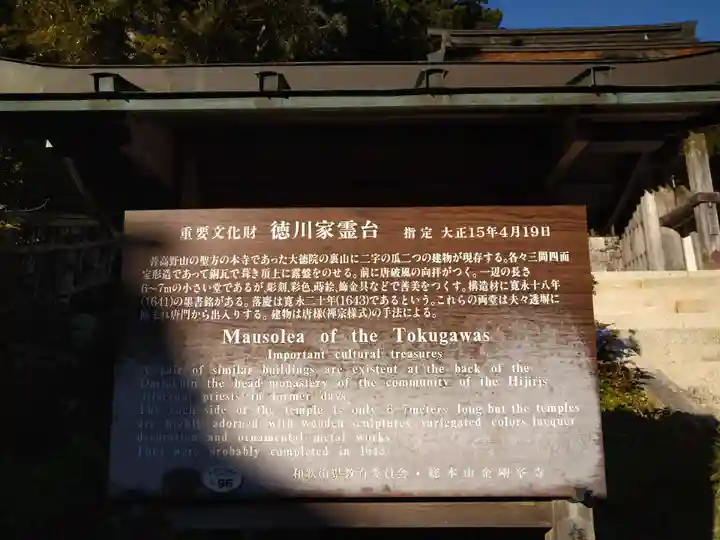 重要文化財 徳川家霊台 指定 大正15年4月19日
昔高野山の聖方の本寺であった大徳院の裏山に二字の瓜二つの建物が現存する。各々三間四面
宝形造であって銅瓦で葺き頂上に露盤をのせる。前に唐破風の向拝がつく。一辺の長さ
6〜7mの小さい堂であるが、彫刻、彩色、蒔絵、飾金具などで善美をつくす。構造材に寛永十八年
(1641)の墨書銘がある。落慶は寛永二十年(1643)であるという。これらの両堂は夫々透塀に
まれ唐門から出入りする。建物は唐様(禅宗様式)の手法による。
Mausolea of the Tokugawas
Important cultural treasures
A pair of similar buildings are existent at the back of the
the head monastery of the community of the Hijiris
priests in former days.
each side of the temple is only 6 7meters long but the temples
are highly adorned with wooden sculptures variegated colors lacquer
decoration and ornamental metal works
They were probably completed in 1643.
和歌山県教育委員会・総本山金剛峯寺
96